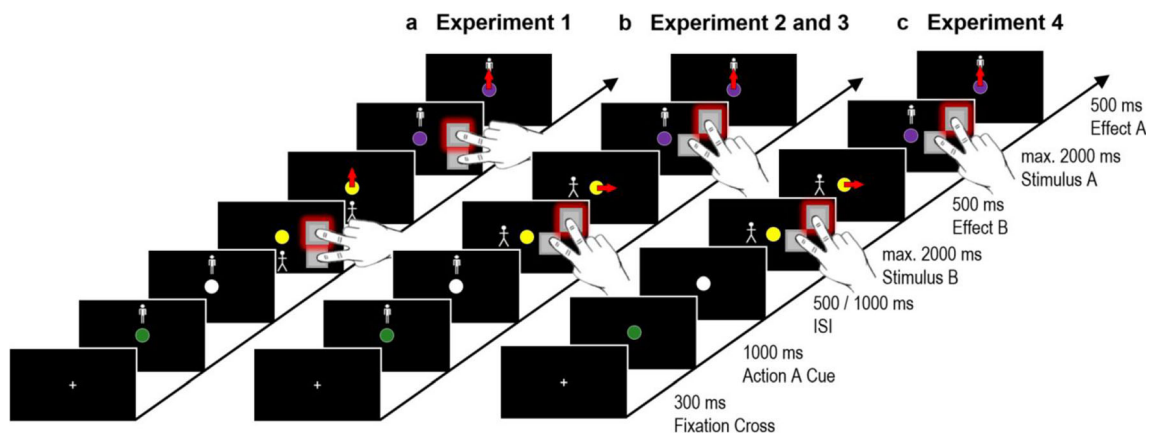 a Experiment 1
b Experiment 2 and 3
c Experiment 4
500 ms
Effect A
max. 2000 ms
Stimulus A
500 ms
Effect B
max. 2000 ms
Stimulus B
500 / 1000 ms
ISI
1000 ms
Action A Cue
300 ms
Fixation Cross